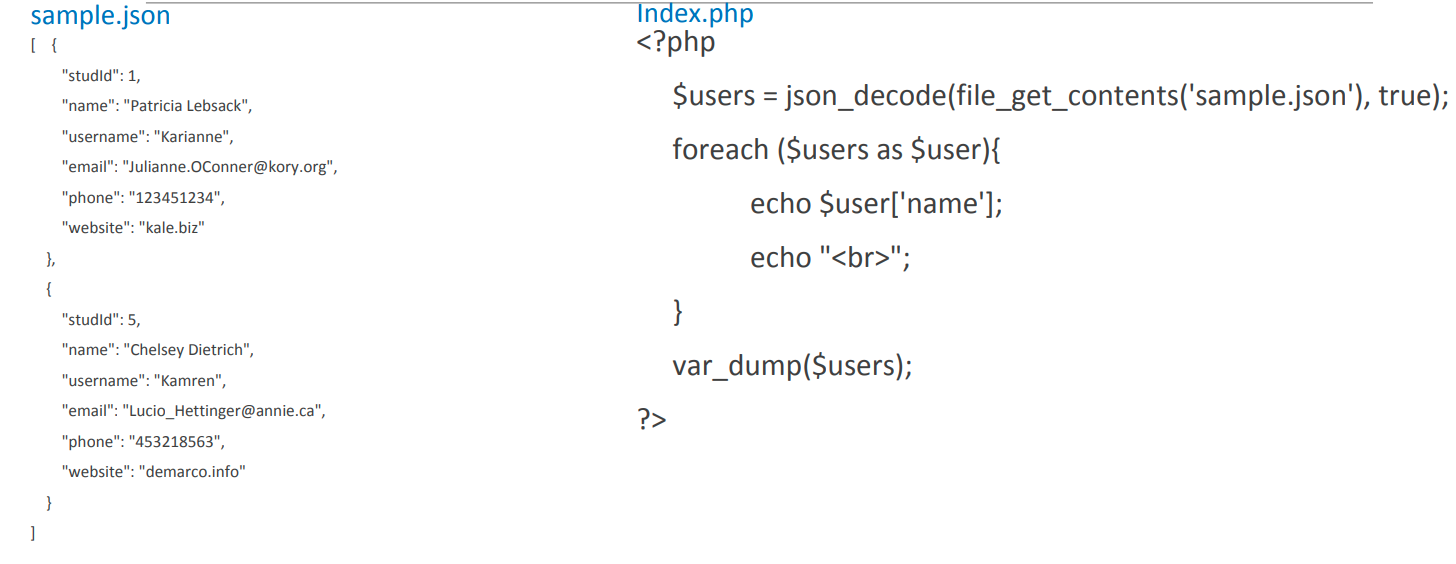 sample.json
[ {
"studId": 1,
"name": "Patricia Lebsack",
"username": "Karianne",
"email": "Julianne.OConner@kory.org",
"phone": "123451234",
"website": "kale.biz"
},
{
"studId": 5,
"name": "Chelsey Dietrich",
"username": "Kamren",
"email": "Lucio_Hettinger@annie.ca",
"phone": "453218563",
"website": "demarco.info"
}
]
Index.php
<?php
$users = json_decode(file_get_contents('sample.json'), true);
foreach ($users as $user){
echo $user['name'];
echo "<br>";
}
var_dump($users);
?>